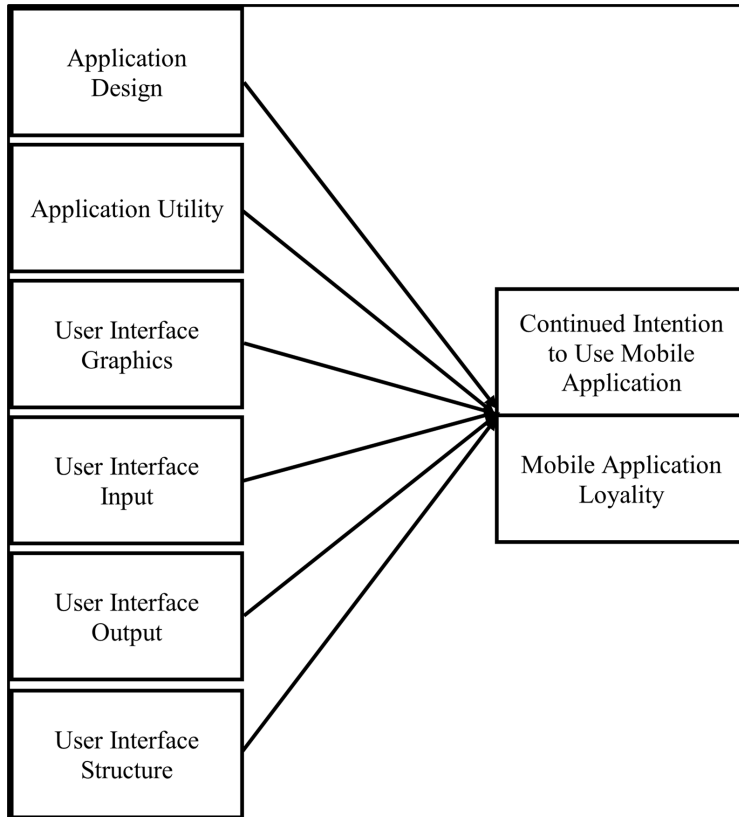 Application
Design
Application Utility
User Interface
Graphics
User Interface
Input
User Interface
Output
User Interface
Structure
Continued Intention
to Use Mobile
Application
Mobile Application
Loyality